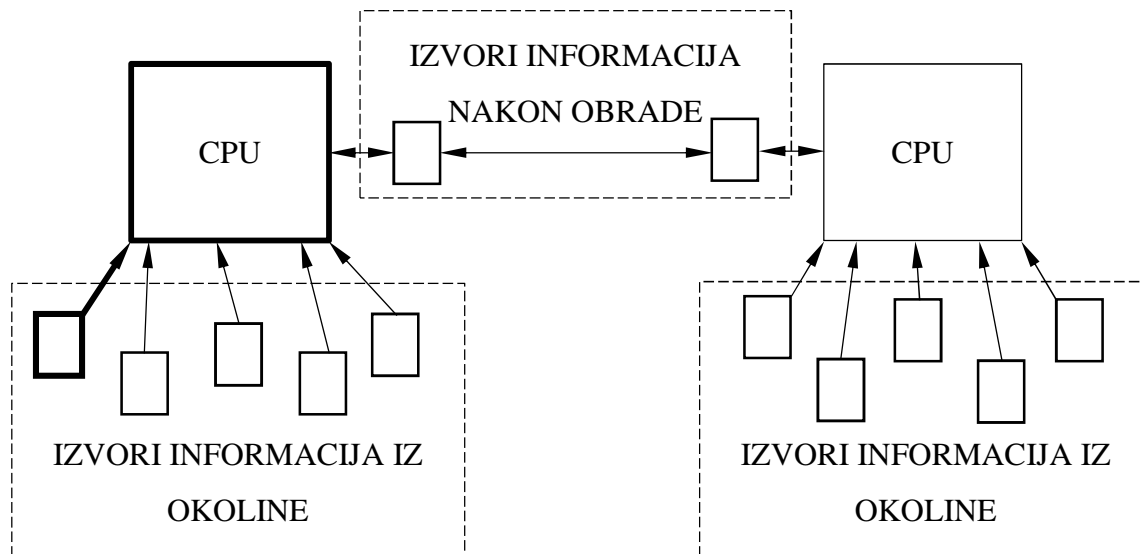 IZVORI INFORMACIJA
NAKON OBRADE
CPU
CPU
IZVORI INFORMACIJA IZ
OKOLINE
IZVORI INFORMACIJA IZ
OKOLINE